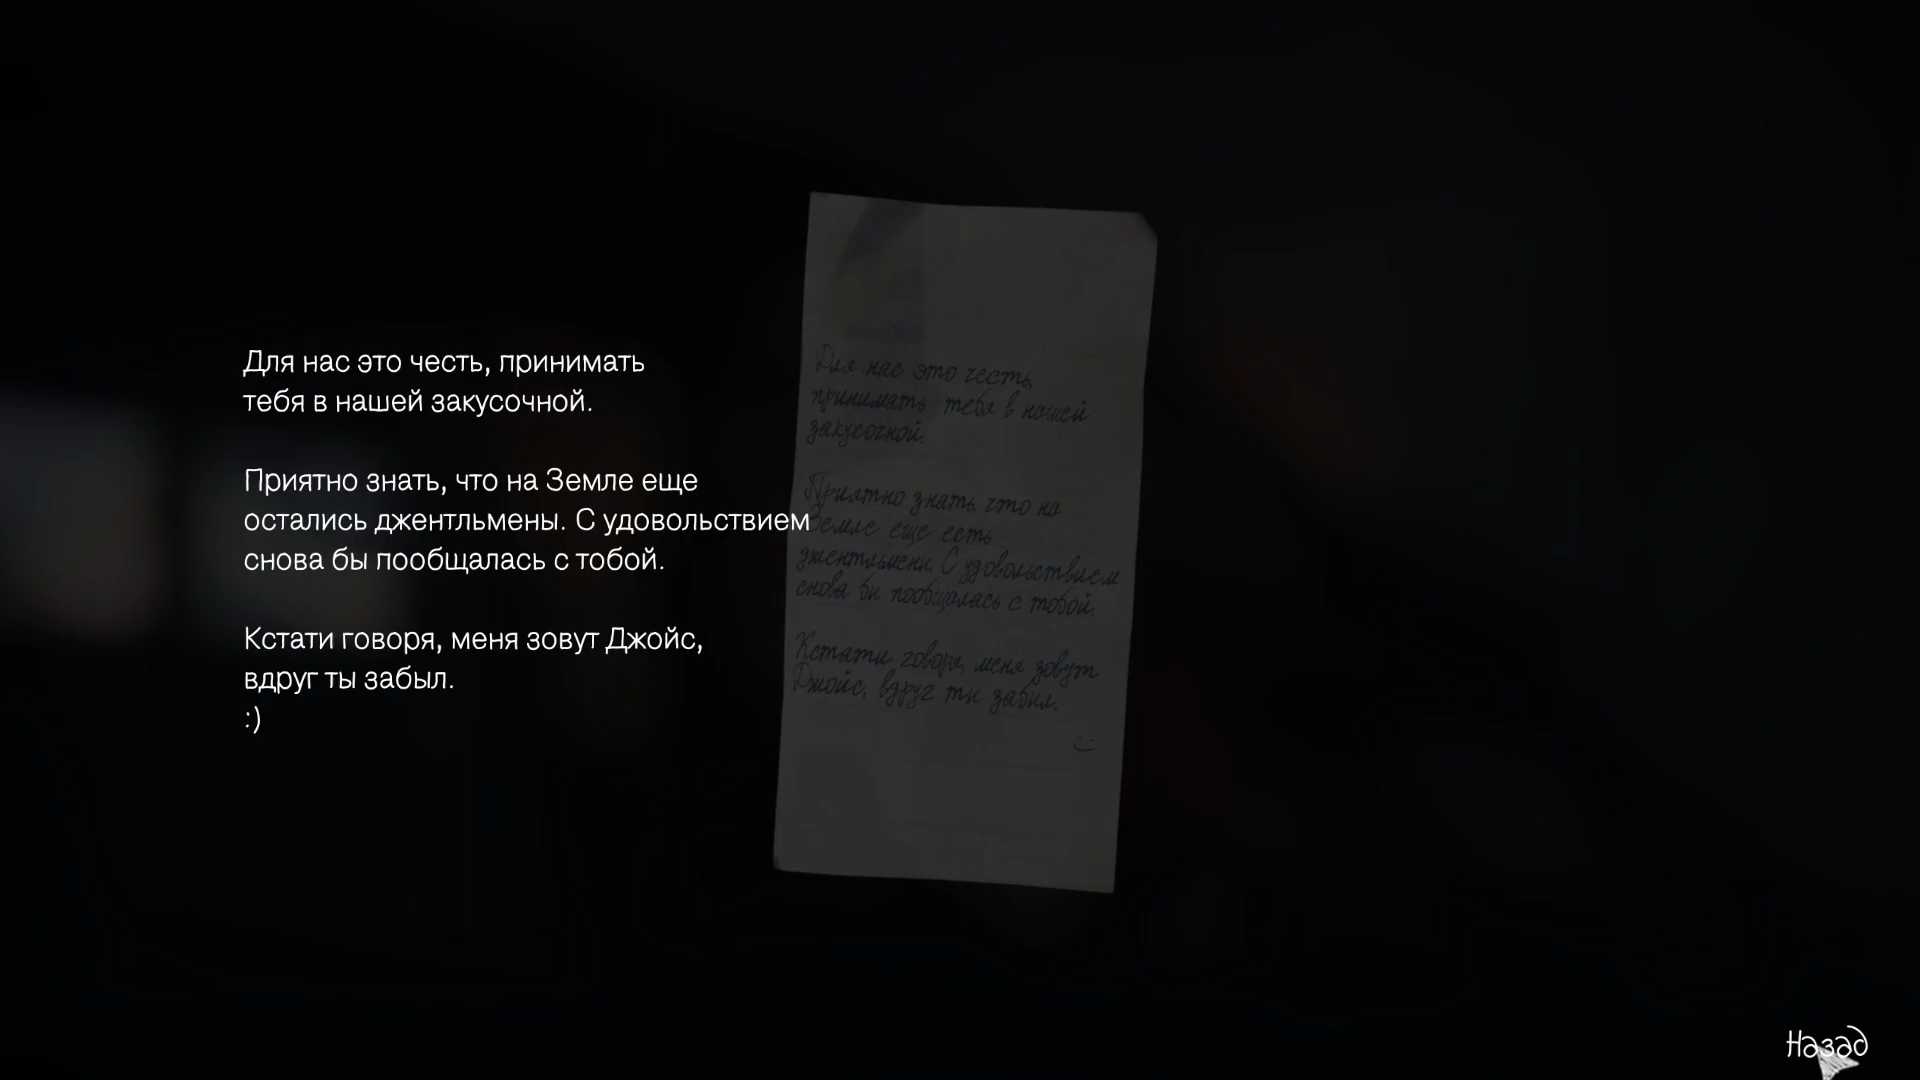 Для нас это честь, принимать
тебя в нашей закусочной.
Приятно знать, что на Земле еще
остались джентльмены. С удовольствием
снова бы пообщалась с тобой.
Кстати говоря, меня зовут Джойс,
вдруг ты забыл.
:)
Для нас это честь,
принимать тебя в нашей
закусочной.
Приятно знать, что на
Земле еще есть
джентльмены. С удовольствием
снова бы пообщалась с тобой.
Кстати говоря, меня зовут
Джойс, вдруг ты забыл.
Назад